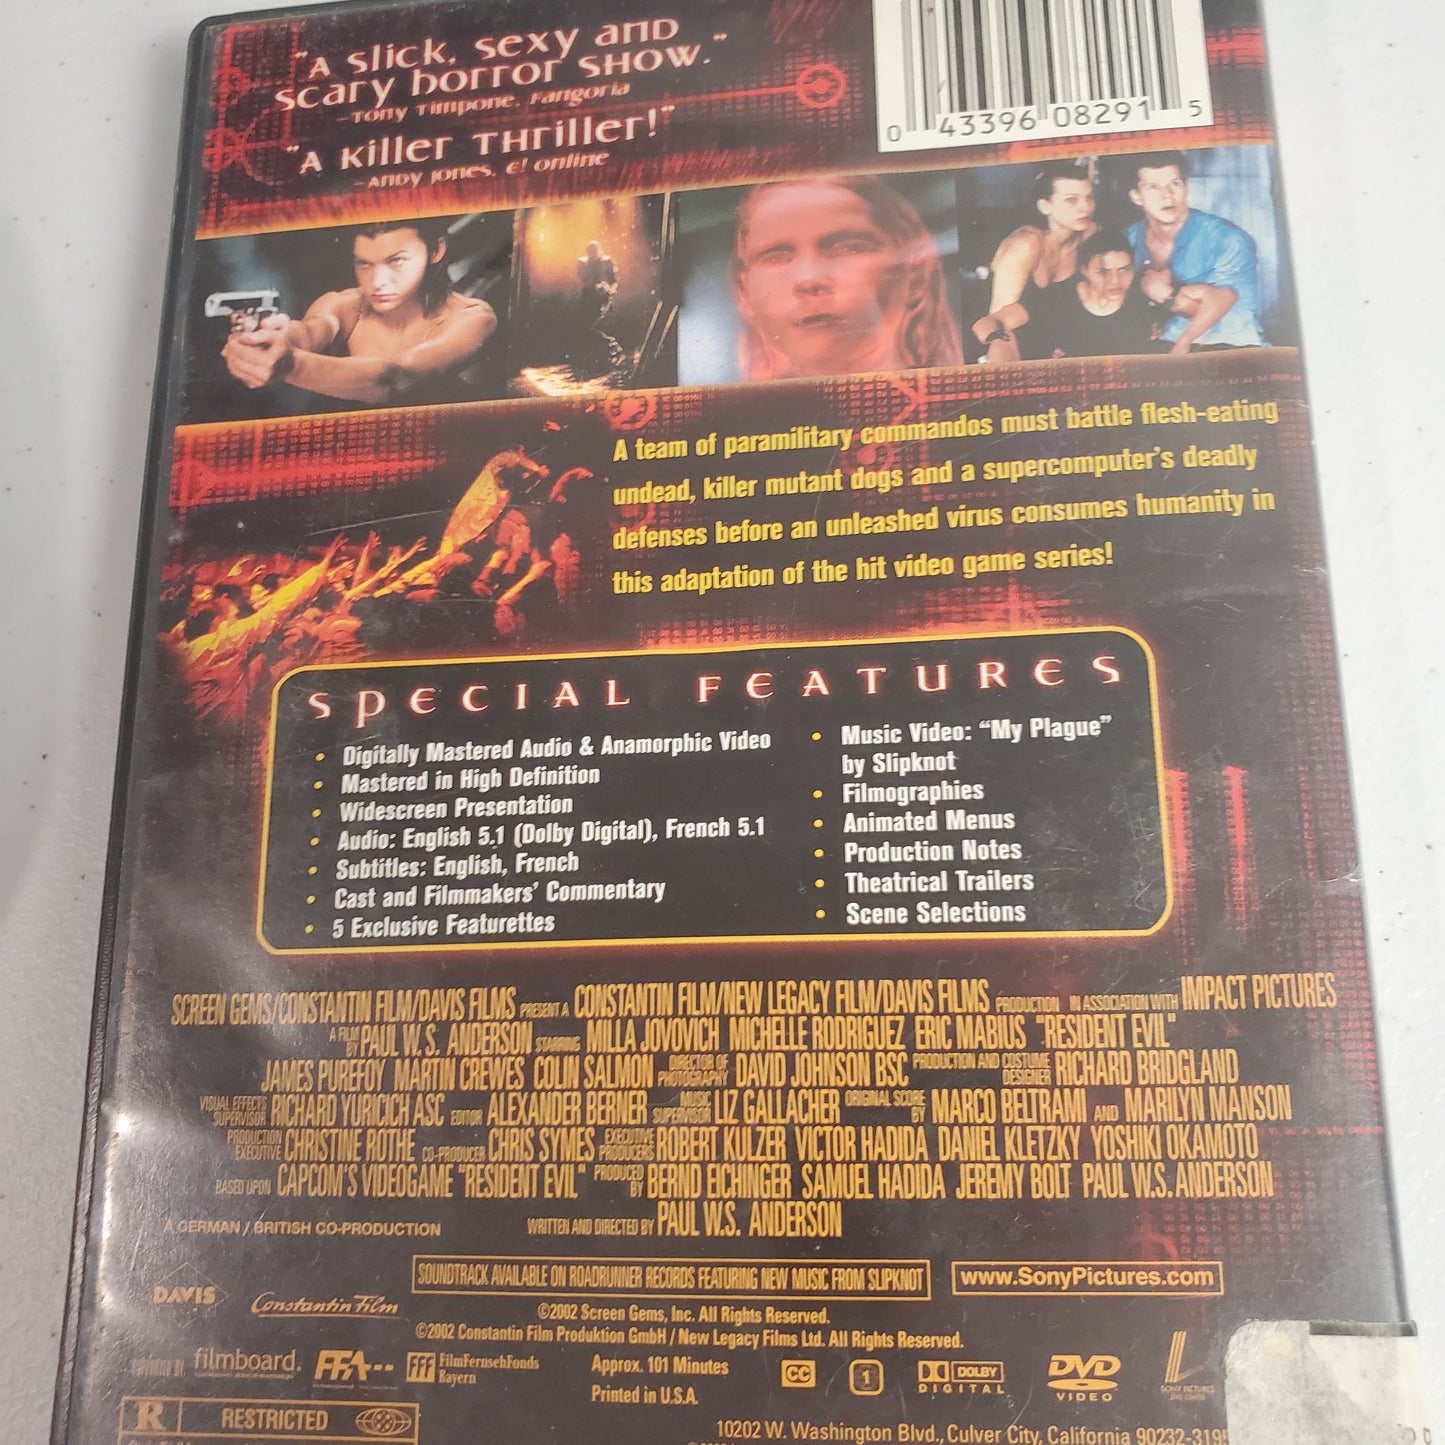 "A slick, sexy and
scary horror show."
-Tony Timpone, Fangoria
"A killer thriller!"
-Andy Jones, E! Online
0 43396 08291 5
A team of paramilitary commandos must battle flesh-eating
undead, killer mutant dogs and a supercomputer's deadly
defenses before an unleashed virus consumes humanity in
this adaptation of the hit video game series!
SPECIAL FEATURES
• Digitally Mastered Audio & Anamorphic Video
• Mastered in High Definition
• Widescreen Presentation
• Audio: English 5.1 (Dolby Digital), French 5.1
• Subtitles: English, French
• Cast and Filmmakers' Commentary
• 5 Exclusive Featurettes
• Music Video: "My Plague"
by Slipknot
• Filmographies
• Animated Menus
• Production Notes
• Theatrical Trailers
• Scene Selections
SCREEN GEMS/CONSTANTIN FILM/DAVIS FILMS PRESENT A CONSTANTIN FILM/NEW LEGACY FILM/DAVIS FILMS PRODUCTION IN ASSOCIATION WITH IMPACT PICTURES
A FILM BY PAUL W. S. ANDERSON STARRING MILLA JOVOVICH MICHELLE RODRIGUEZ ERIC MABIUS "RESIDENT EVIL"
JAMES PUREFOY MARTIN CREWES COLIN SALMON DIRECTOR OF PHOTOGRAPHY DAVID JOHNSON BSC PRODUCTION AND COSTUME DESIGNER RICHARD BRIDGLAND
VISUAL EFFECTS SUPERVISOR RICHARD YURICICH ASC EDITOR ALEXANDER BERNER MUSIC SUPERVISOR LIZ GALLACHER ORIGINAL SCORE BY MARCO BELTRAMI AND MARILYN MANSON
PRODUCTION EXECUTIVE CHRISTINE ROTHE CO-PRODUCER CHRIS SYMES EXECUTIVE PRODUCERS ROBERT KULZER VICTOR HADIDA DANIEL KLETZKY YOSHIKI OKAMOTO
BASED UPON CAPCOM'S VIDEOGAME "RESIDENT EVIL" PRODUCED BY BERND EICHINGER SAMUEL HADIDA JEREMY BOLT PAUL W.S. ANDERSON
A GERMAN / BRITISH CO-PRODUCTION WRITTEN AND DIRECTED BY PAUL W.S. ANDERSON
SOUNDTRACK AVAILABLE ON ROADRUNNER RECORDS FEATURING NEW MUSIC FROM SLIPKNOT
www.SonyPictures.com
DAVIS
Constantin Film
©2002 Screen Gems, Inc. All Rights Reserved.
©2002 Constantin Film Produktion GmbH / New Legacy Films Ltd. All Rights Reserved.
SUPPORTED BY filmboard.
FFA
FFF FilmFernsehFonds
Bayern
Approx. 101 Minutes
Printed in U.S.A.
CC
1
DOLBY
DIGITAL
DVD
VIDEO
SONY PICTURES
R RESTRICTED
10202 W. Washington Blvd., Culver City, California 90232-319